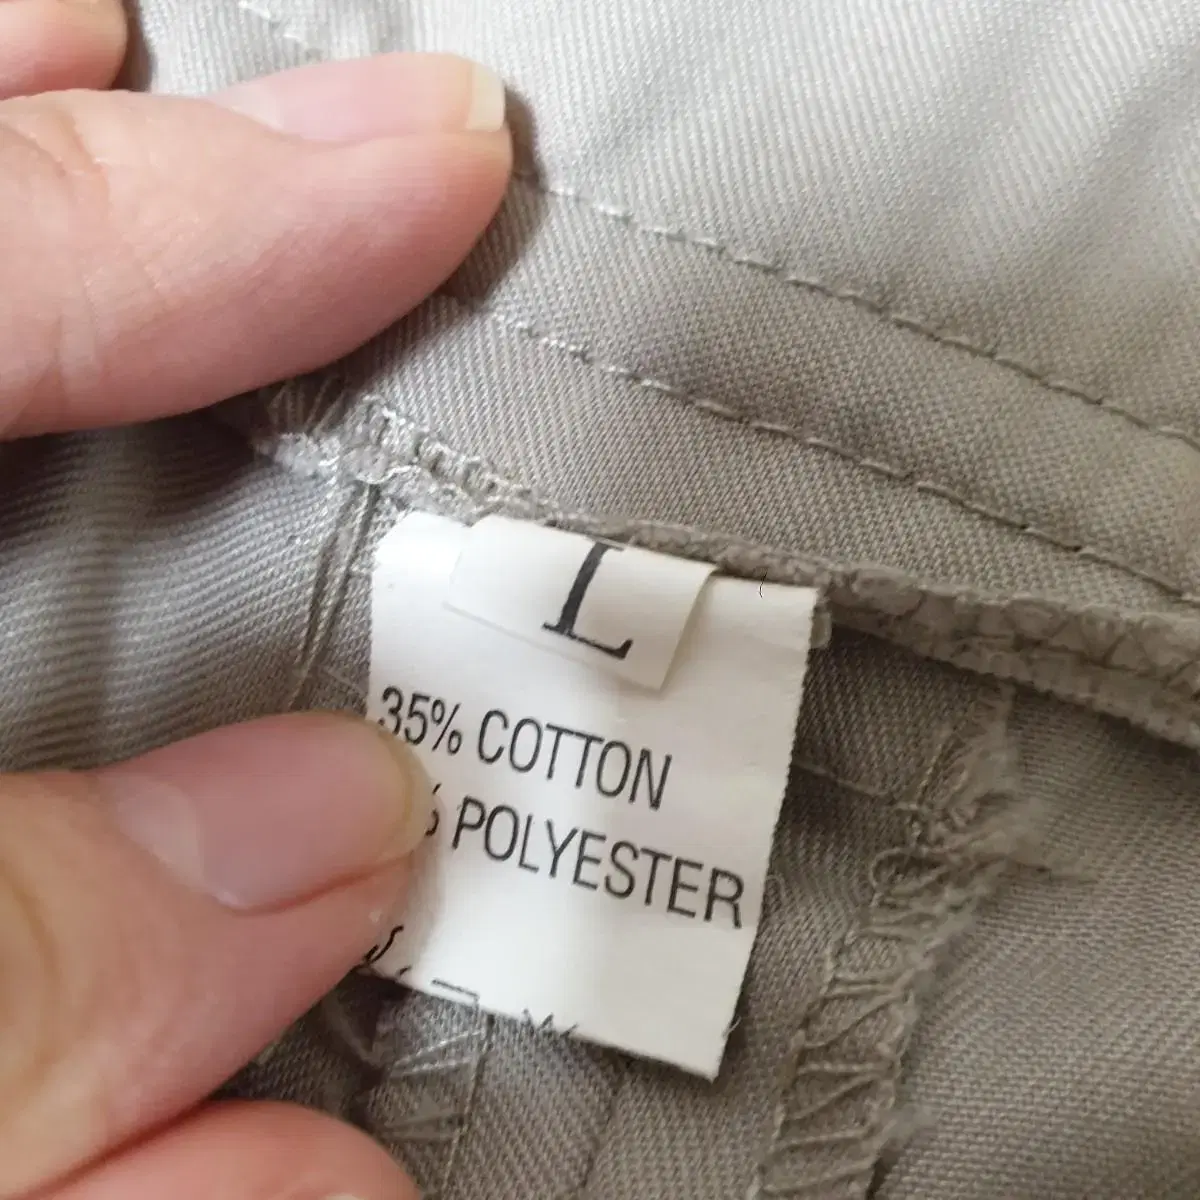 L
35% COTTON
% POLYESTER